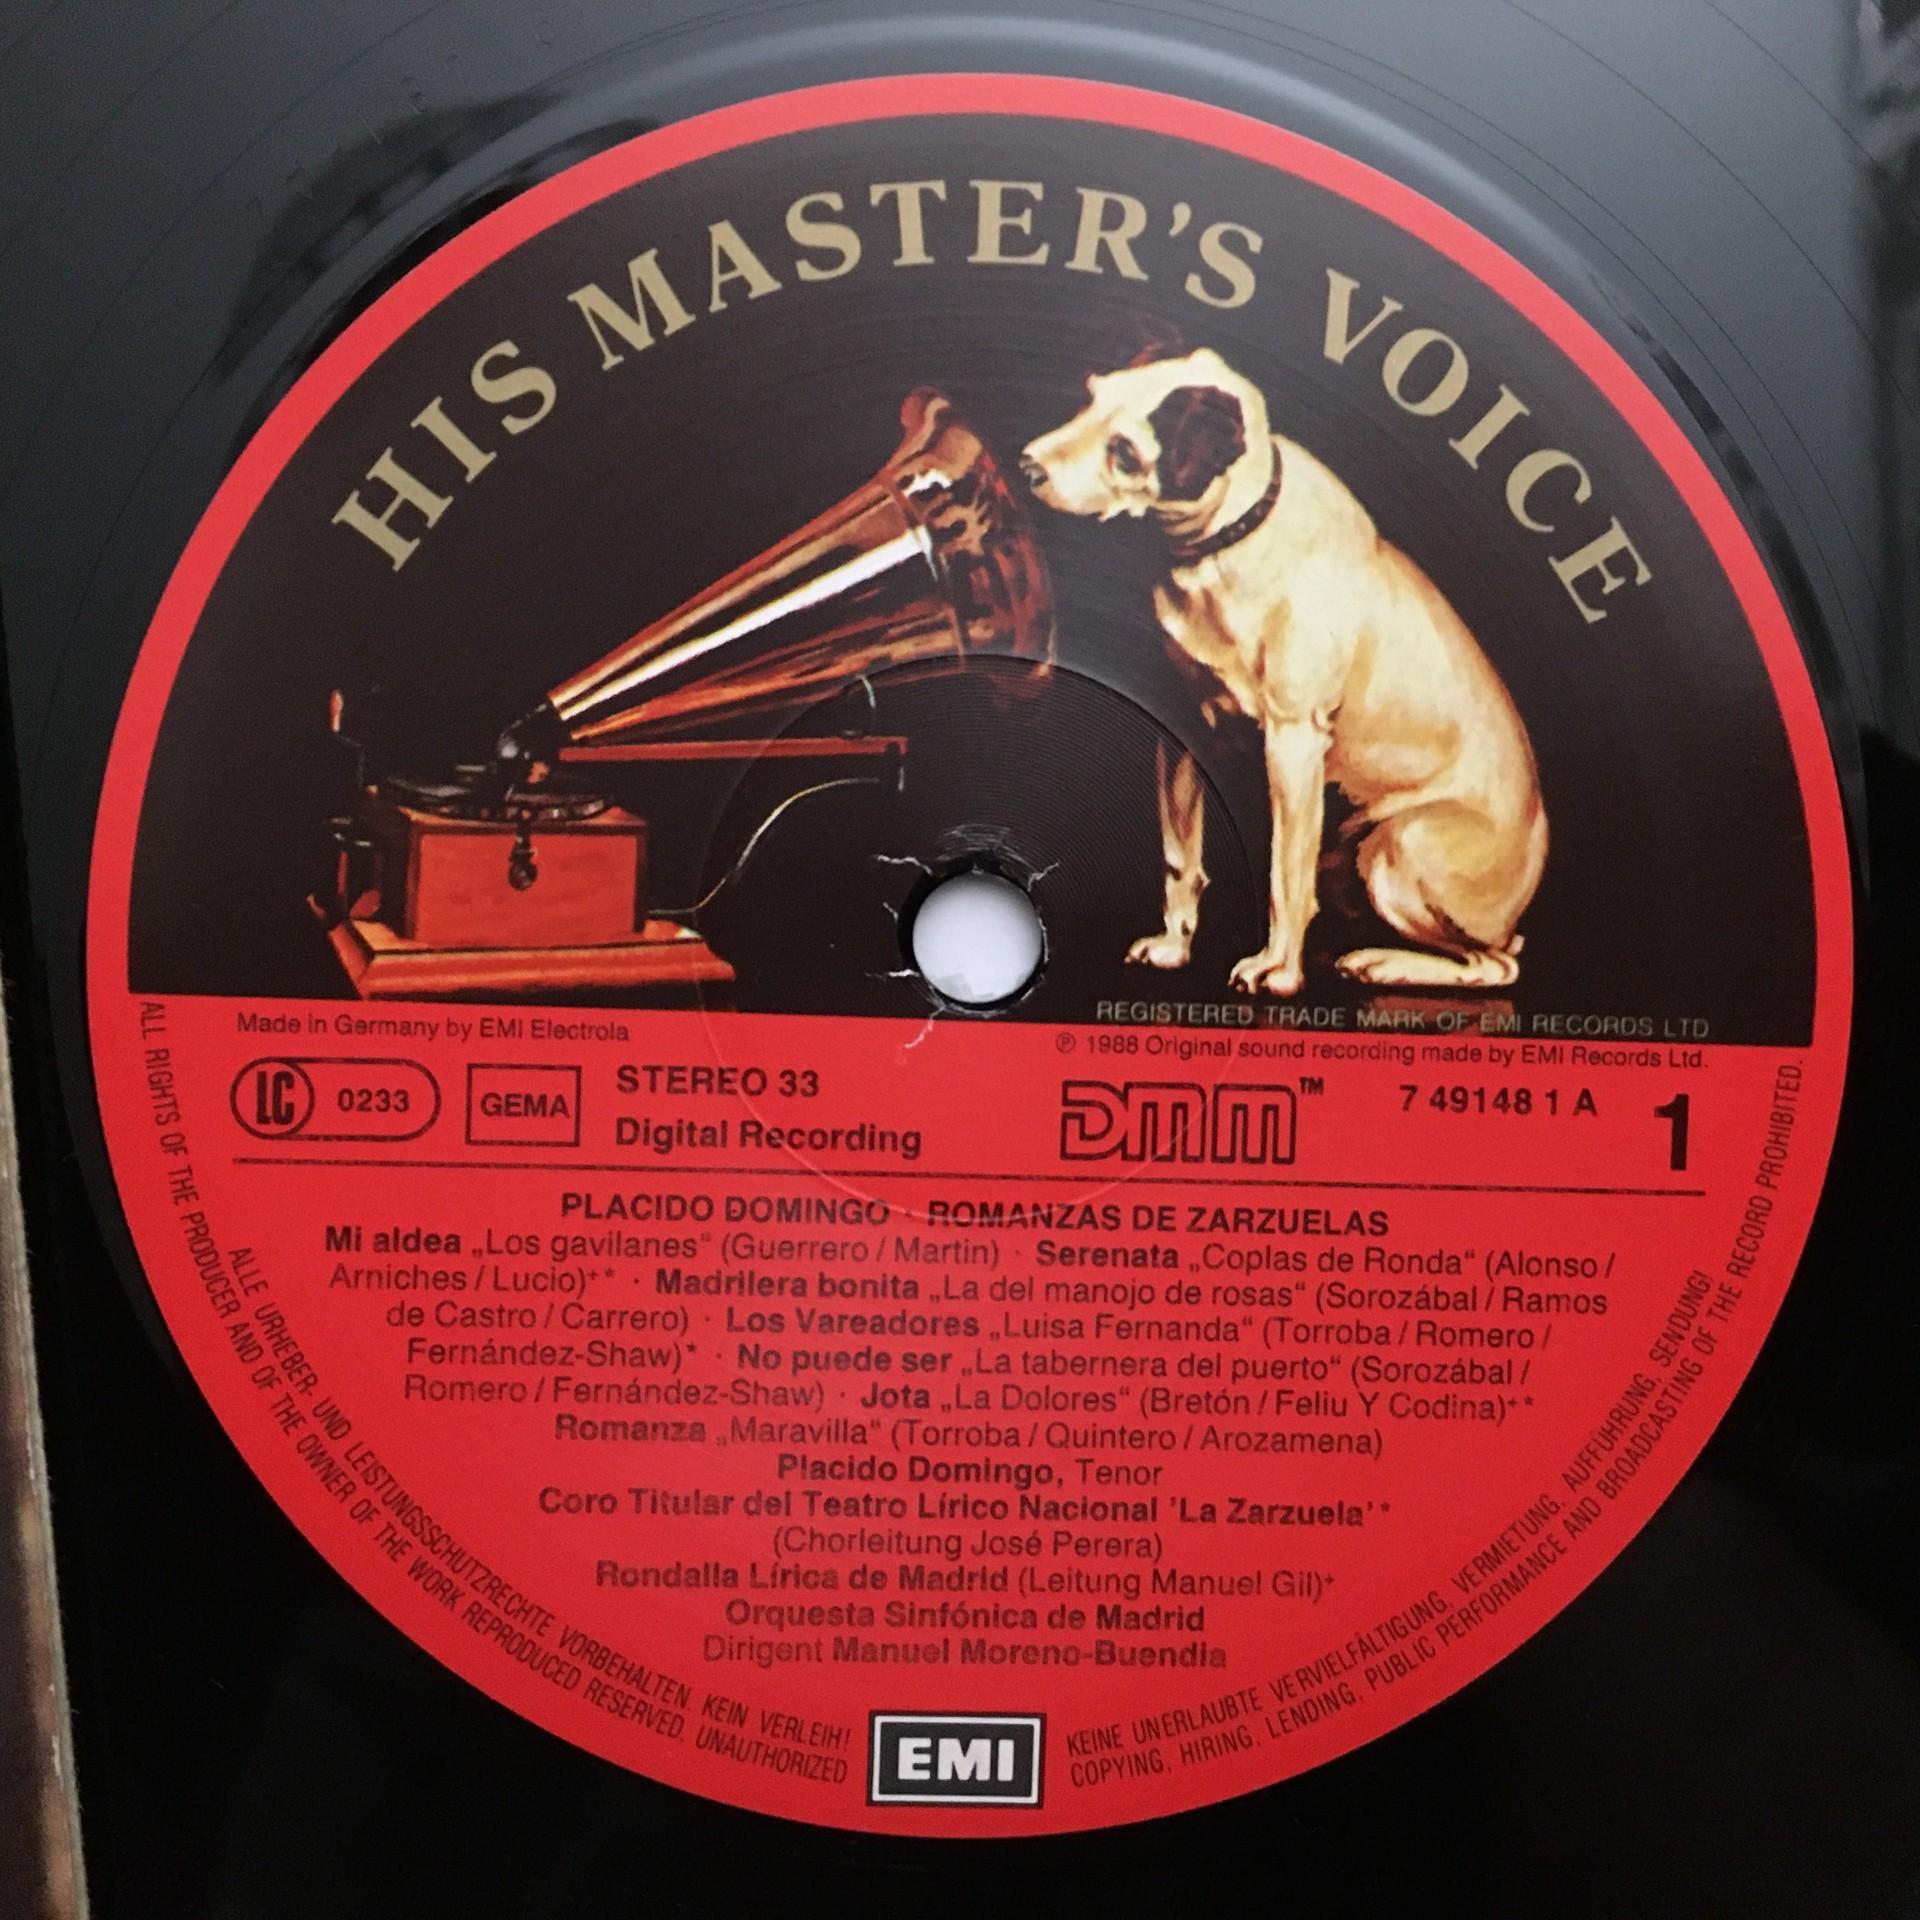 HIS MASTER'S VOICE
REGISTERED TRADE MARK OF EMI RECORDS LTD
Made in Germany by EMI Electrola
℗ 1988 Original sound recording made by EMI Records Ltd.
LC 0233 GEMA STEREO 33
Digital Recording
DMM™ 7 49148 1 A 1
PLACIDO DOMINGO · ROMANZAS DE ZARZUELAS
Mi aldea „Los gavilanes“ (Guerrero / Martin) · Serenata „Coplas de Ronda“ (Alonso /
Arniches / Lucio)+* · Madrilera bonita „La del manojo de rosas“ (Sorozábal / Ramos
de Castro / Carrero) · Los Vareadores „Luisa Fernanda“ (Torroba / Romero /
Fernández-Shaw)* · No puede ser „La tabernera del puerto“ (Sorozábal /
Romero / Fernández-Shaw) · Jota „La Dolores“ (Bretón / Feliu Y Codina)+*
Romanza „Maravilla“ (Torroba / Quintero / Arozamena)
Placido Domingo, Tenor
Coro Titular del Teatro Lírico Nacional 'La Zarzuela'*
(Chorleitung José Perera)
Rondalla Lírica de Madrid (Leitung Manuel Gil)+
Orquesta Sinfónica de Madrid
Dirigent Manuel Moreno-Buendia
EMI
ALLE URHEBER- UND LEISTUNGSSCHUTZRECHTE VORBEHALTEN. KEIN VERLEIH!
KEINE UNERLAUBTE VERVIELFÄLTIGUNG, VERMIETUNG, AUFFÜHRUNG, SENDUNG!
ALL RIGHTS OF THE PRODUCER AND OF THE OWNER OF THE WORK REPRODUCED RESERVED. UNAUTHORIZED
COPYING, HIRING, LENDING, PUBLIC PERFORMANCE AND BROADCASTING OF THE RECORD PROHIBITED.